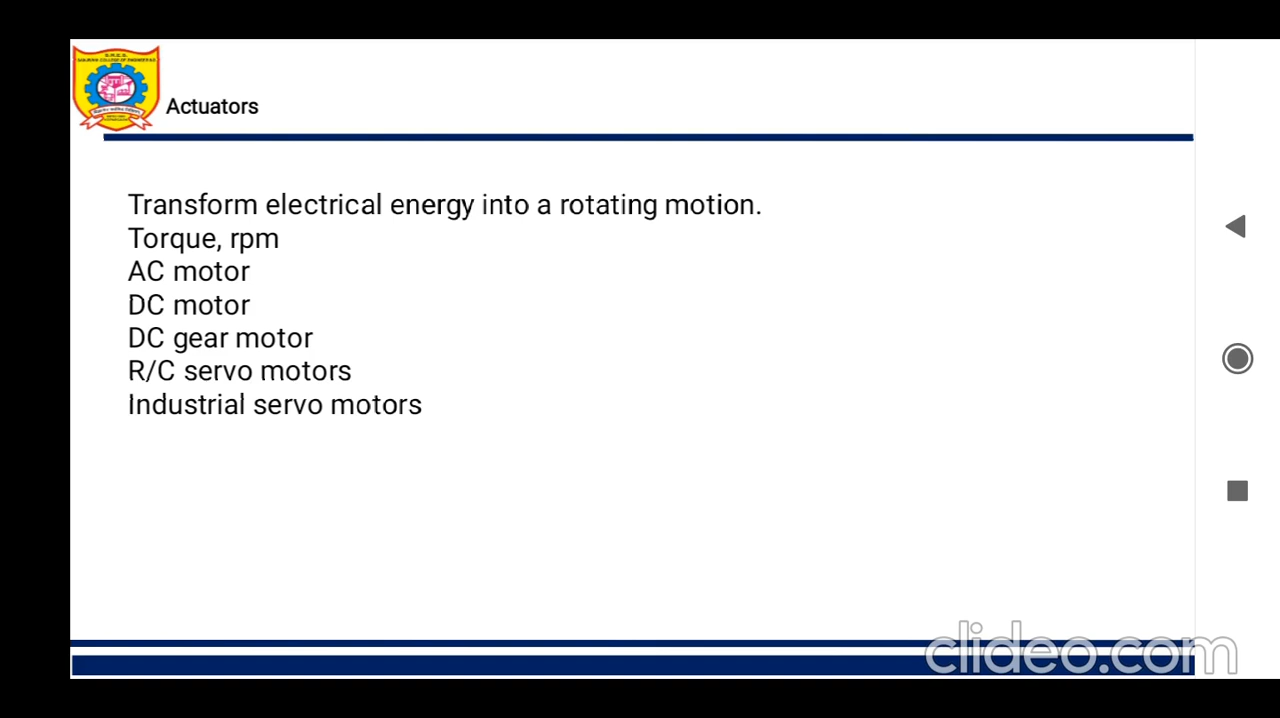 Actuators
Transform electrical energy into a rotating motion.
Torque, rpm
AC motor
DC motor
DC gear motor
R/C servo motors
Industrial servo motors
clideo.com